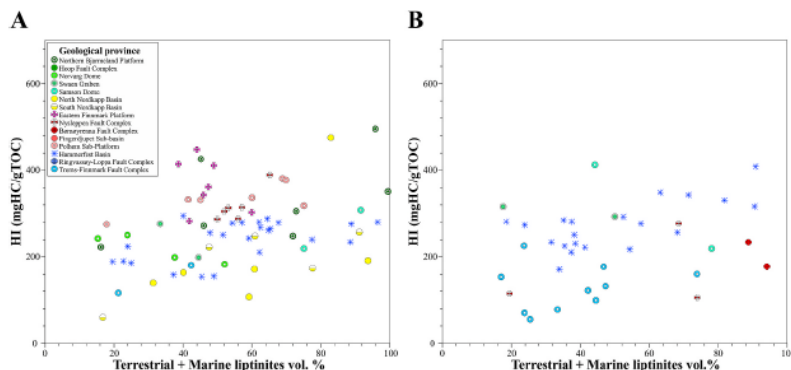 A
B
Geological province
Northern Bjarmeland Platform
Hoop Fault Complex
Norvarg Dome
Swaen Graben
Samson Dome
North Nordkapp Basin
South Nordkapp Basin
Eastern Finnmark Platform
Nysleppen Fault Complex
Bjørnøyrenna Fault Complex
Fingerdjupet Sub-basin
Polhem Sub-Platform
Hammerfest Basin
Ringvassøy-Loppa Fault Complex
Troms-Finnmark Fault Complex
HI (mgHC/gTOC)
600
400
200
0
0 20 40 60 80 100
Terrestrial + Marine liptinites vol. %
HI (mgHC/gTOC)
600
400
200
0
0 20 40 60 80
Terrestrial + Marine liptinites vol. %